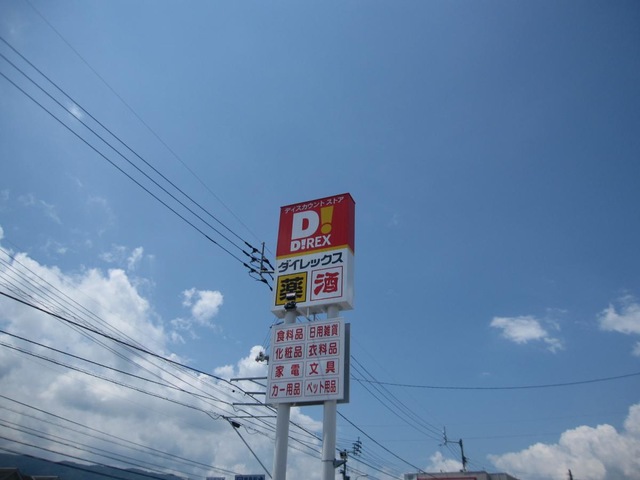 ディスカウント ストア
D!
D!REX
ダイレックス
薬 酒
食料品 日用雑貨
化粧品 衣料品
家電 文具
カー用品 ペット用品